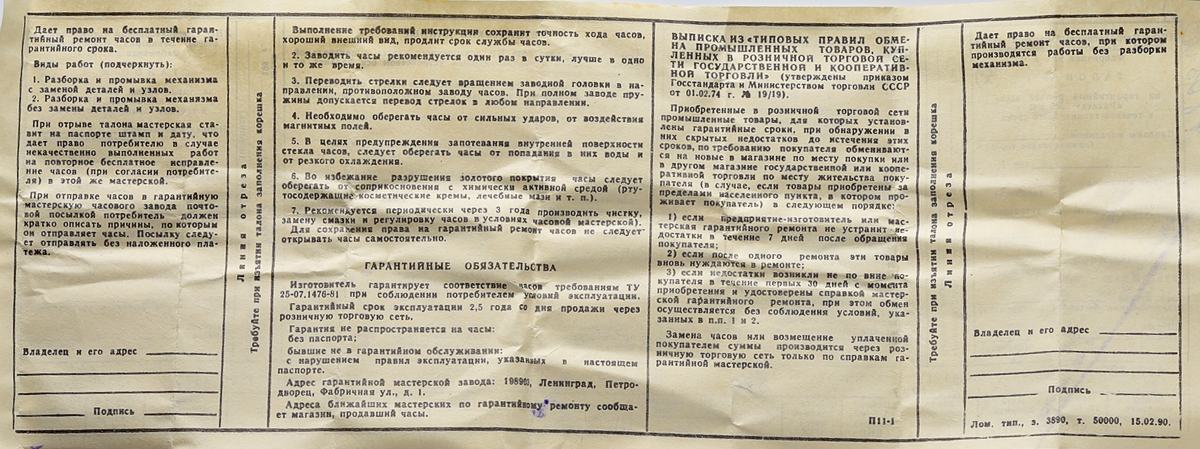 Дает право на бесплатный гаран-
тийный ремонт часов в течение га-
рантийного срока.
Виды работ (подчеркнуть):
1. Разборка и промывка механизма
с заменой деталей и узлов.
2. Разборка и промывка механизма
без замены деталей и узлов.
При отрыве талона мастерская ста-
вит на паспорте штамп и дату, что
дает право потребителю в случае
некачественно выполненных работ
на повторное бесплатное исправле-
ние часов (при согласии потребите-
ля) в этой же мастерской.
При отправке часов в гарантийную
мастерскую часового завода почто-
вой посылкой потребитель должен
кратко описать причины, по которым
он отправляет часы. Посылку следу-
ет отправлять без наложенного пла-
тежа.
Владелец и его адрес
Подпись
Линия отреза
Требуйте при изъятии талона заполнения корешка
Выполнение требований инструкции сохранит точность хода часов,
хороший внешний вид, продлит срок службы часов.
2. Заводить часы рекомендуется один раз в сутки, лучше в одно
и то же время.
3. Переводить стрелки следует вращением заводной головки в на-
правлении, противоположном заводу часов. При полном заводе пру-
жины допускается перевод стрелок в любом направлении.
4. Необходимо оберегать часы от сильных ударов, от воздействия
магнитных полей.
5. В целях предупреждения запотевания внутренней поверхности
стекла часов, следует оберегать часы от попадания в них воды и
от резкого охлаждения.
6. Во избежание разрушения золотого покрытия часы следует
оберегать от соприкосновения с химически активной средой (рту-
тосодержащие косметические кремы, лечебные мази и т. п.).
7. Рекомендуется периодически через 3 года производить чистку,
замену смазки и регулировку часов в условиях часовой мастерской).
Для сохранения права на гарантийный ремонт часов не следует
открывать часы самостоятельно.
ГАРАНТИЙНЫЕ ОБЯЗАТЕЛЬСТВА
Изготовитель гарантирует соответствие часов требованиям ТУ
25-07.1476-81 при соблюдении потребителем условий эксплуатации.
Гарантийный срок эксплуатации 2,5 года со дня продажи через
розничную торговую сеть.
Гарантия не распространяется на часы:
без паспорта;
бывшие не в гарантийном обслуживании:
с нарушением правил эксплуатации, указанных в настоящем
паспорте.
Адрес гарантийной мастерской завода: Ленинград, Петро-
дворец, Фабричная ул., д. 1.
Адреса ближайших мастерских по гарантийному ремонту сообща-
ет магазин, продавший часы.
ВЫПИСКА ИЗ «ТИПОВЫХ ПРАВИЛ ОБМЕ-
НА ПРОМЫШЛЕННЫХ ТОВАРОВ, КУП-
ЛЕННЫХ В РОЗНИЧНОЙ ТОРГОВОЙ СЕ-
ТИ ГОСУДАРСТВЕННОЙ И КООПЕРАТИВ-
НОЙ ТОРГОВЛИ» (утверждены приказом
Госстандарта и Министерством торговли СССР
от 01.02.74 г. № 19/19).
Приобретенные в розничной торговой сети
промышленные товары, для которых установ-
лены гарантийные сроки, при обнаружении в
них скрытых недостатков до истечения этих
сроков, по требованию покупателя обменивают-
ся на новые в магазине по месту покупки или
в другом магазине государственной или коопе-
ративной торговли по месту жительства поку-
пателя (в случае, если товары приобретены за
пределами населенного пункта, в котором про-
живает покупатель) в следующем порядке:
1) если предприятие-изготовитель или мас-
терская гарантийного ремонта не устранит не-
достатки в течение 7 дней после обращения
покупателя;
2) если после одного ремонта эти товары
вновь нуждаются в ремонте;
3) если недостатки возникли не по вине по-
купателя в течение первых 30 дней с момента
приобретения и удостоверены справкой мастер-
ской гарантийного ремонта, при этом обмен
осуществляется без соблюдения условий, ука-
занных в п.п. 1 и 2.
Замена часов или возмещение уплаченной
покупателем суммы производится через роз-
ничную торговую сеть только по справкам га-
рантийной мастерской.
П11-1
Требуйте при изъятии талона заполнения корешка
Линия отреза
Дает право на бесплатный гаран-
тийный ремонт часов, при котором
производятся работы без разборки
механизма.
Владелец и его адрес
Подпись
Лом. тип., з. 3890, т. 50000, 15.02.90.